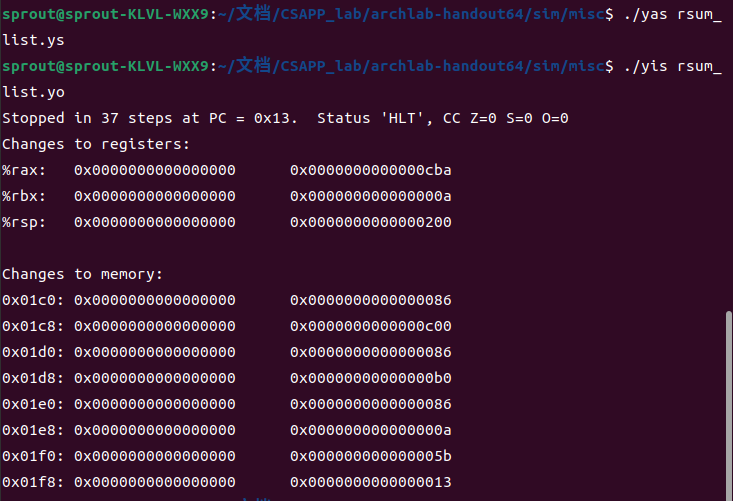 sprout@sprout-KLVL-WXX9:~/文档/CSAPP_lab/archlab-handout64/sim/misc$ ./yas rsum_
list.ys
sprout@sprout-KLVL-WXX9:~/文档/CSAPP_lab/archlab-handout64/sim/misc$ ./yis rsum_
list.yo
Stopped in 37 steps at PC = 0x13.  Status 'HLT', CC Z=0 S=0 O=0
Changes to registers:
%rax:   0x0000000000000000      0x0000000000000cba
%rbx:   0x0000000000000000      0x000000000000000a
%rsp:   0x0000000000000000      0x0000000000000200

Changes to memory:
0x01c0: 0x0000000000000000      0x0000000000000086
0x01c8: 0x0000000000000000      0x0000000000000c00
0x01d0: 0x0000000000000000      0x0000000000000086
0x01d8: 0x0000000000000000      0x00000000000000b0
0x01e0: 0x0000000000000000      0x0000000000000086
0x01e8: 0x0000000000000000      0x000000000000000a
0x01f0: 0x0000000000000000      0x000000000000005b
0x01f8: 0x0000000000000000      0x0000000000000013